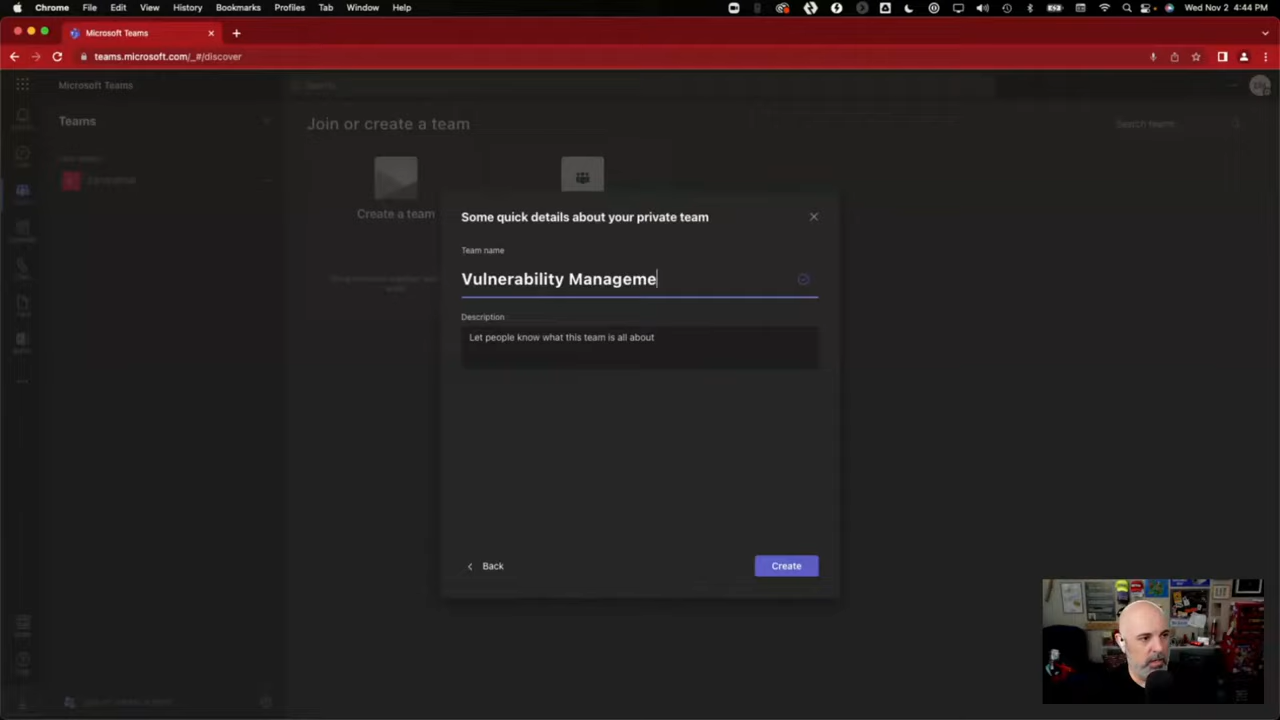 Chrome File Edit View History Bookmarks Profiles Tab Window Help Wed Nov 2 4:44 PM
Microsoft Teams
teams.microsoft.com/_#/discover
Microsoft Teams
Teams
Join or create a team
Search teams
Create a team
Some quick details about your private team
Team name
Vulnerability Manageme
Description
Let people know what this team is all about
Back
Create